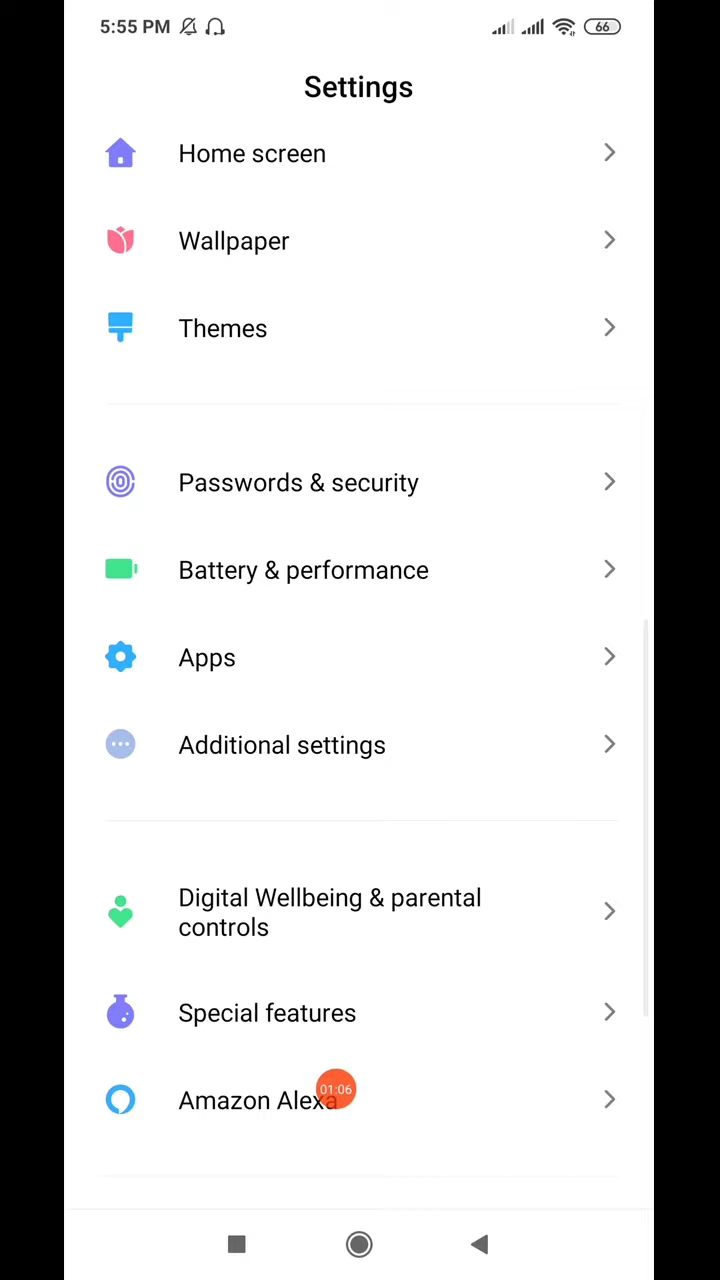 5:55 PM
66
Settings
Home screen
Wallpaper
Themes
Passwords & security
Battery & performance
Apps
Additional settings
Digital Wellbeing & parental
controls
Special features
Amazon Alexa
01:06